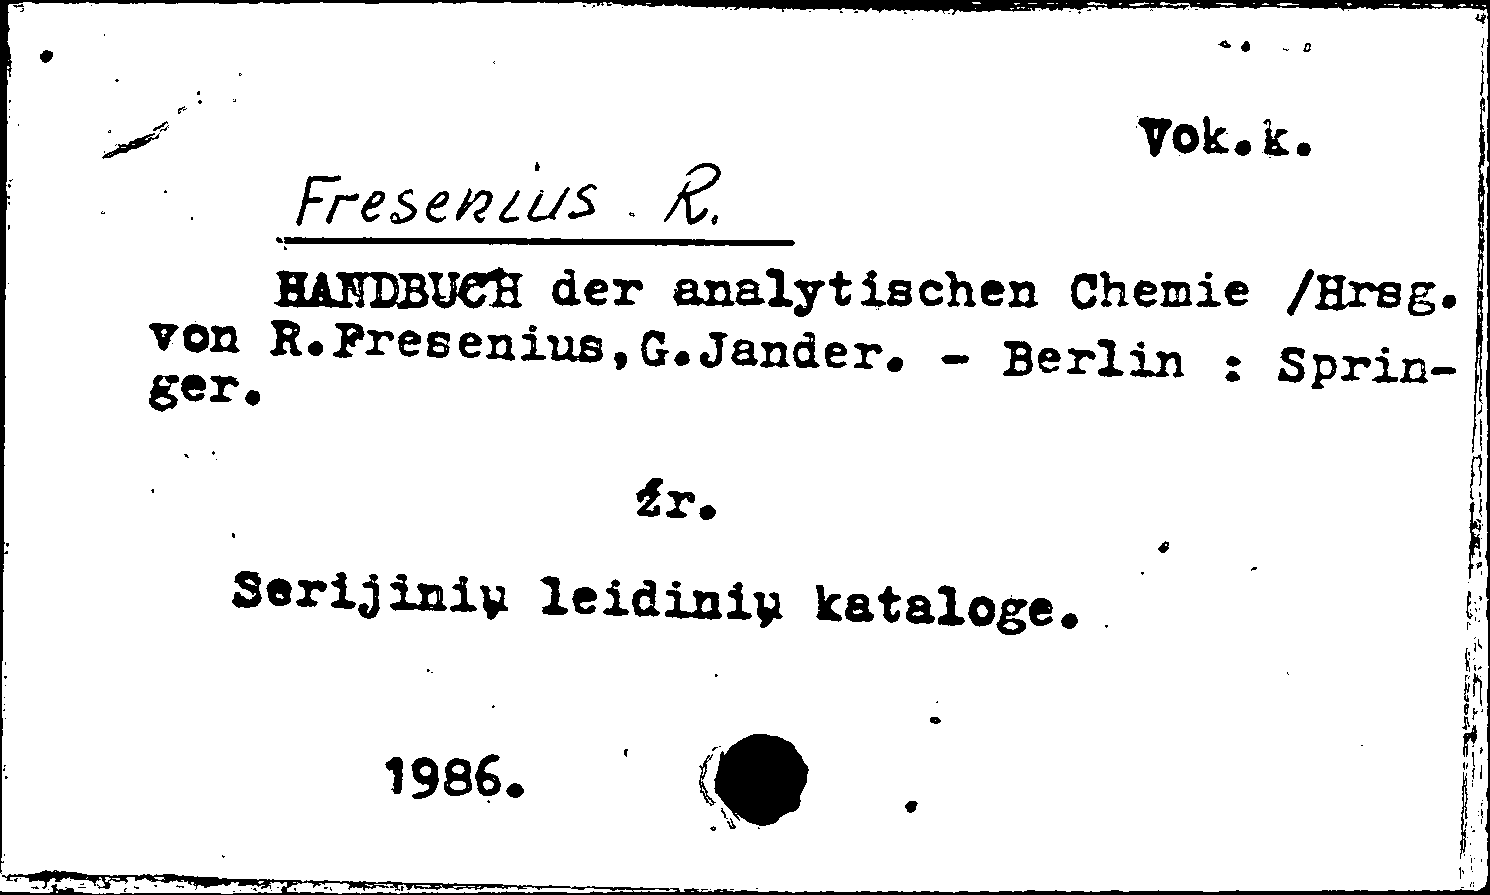 Vok.k.
Fresenius R.
HANDBUCH der analytischen Chemie /Hrsg.
von R.Fresenius,G.Jander. - Berlin : Sprin-
ger.
žr.
Serijinių leidinių kataloge.
1986.